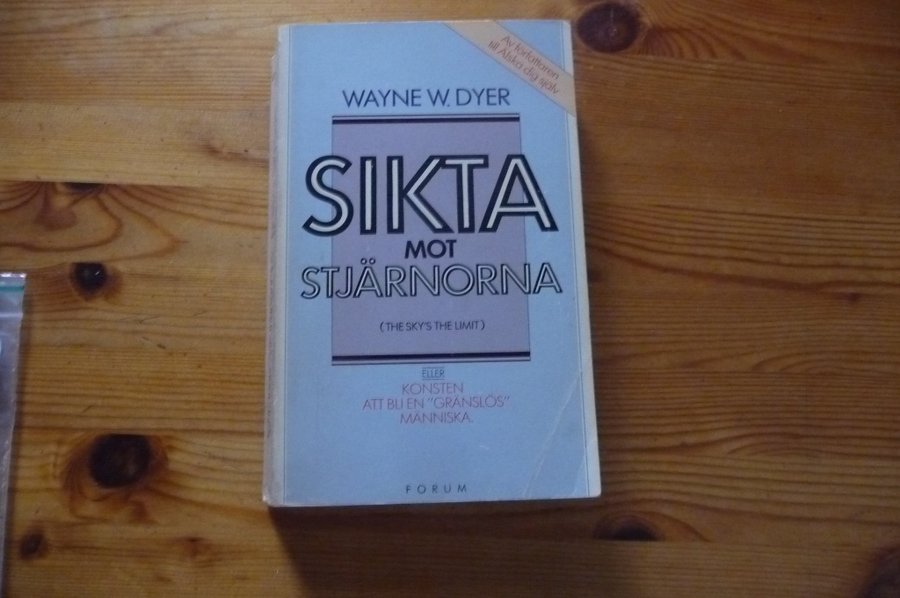 Av författaren
till Älska dig själv
WAYNE W. DYER
SIKTA
MOT
STJÄRNORNA
(THE SKY'S THE LIMIT)
ELLER
KONSTEN
ATT BLI EN "GRÄNSLÖS"
MÄNNISKA.
FORUM